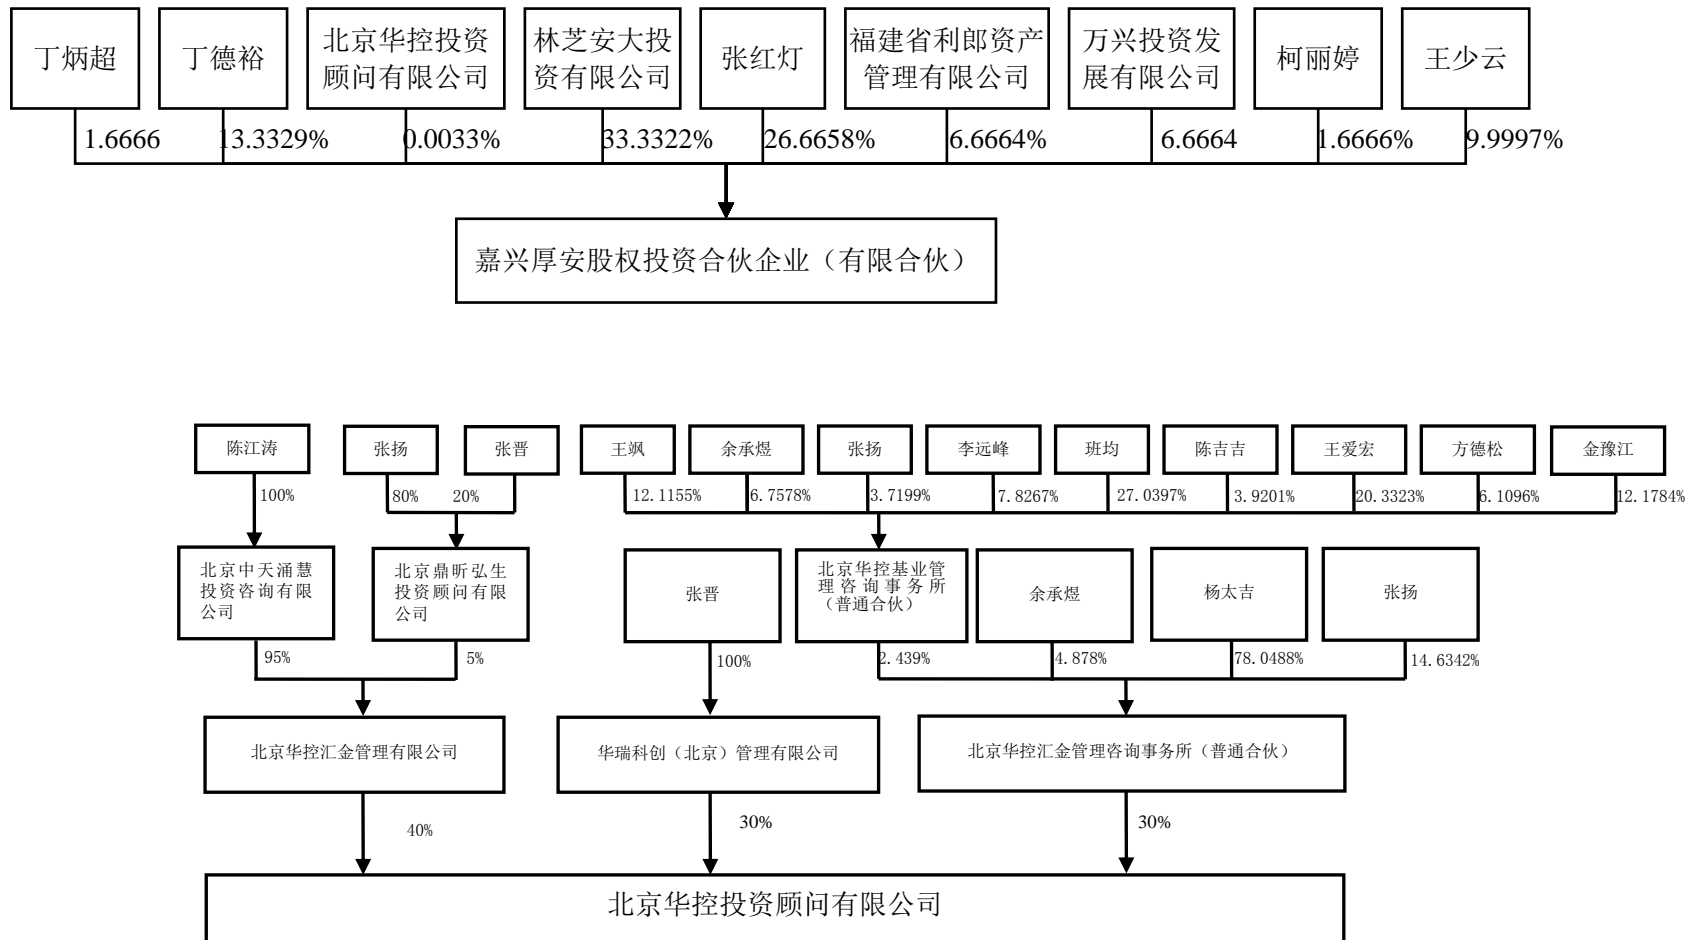 丁炳超
丁德裕
北京华控投资
顾问有限公司
林芝安大投
资有限公司
张红灯
福建省利郎资产
管理有限公司
万兴投资发
展有限公司
柯丽婷
王少云
1.6666
13.3329%
0.0033%
33.3322%
26.6658%
6.6664%
6.6664
1.6666%
9.9997%
嘉兴厚安股权投资合伙企业（有限合伙）
陈江涛
张扬
张晋
王飒
余承煜
张扬
李远峰
班均
陈吉吉
王爱宏
方德松
金豫江
100%
80%
20%
12.1155%
6.7578%
3.7199%
7.8267%
27.0397%
3.9201%
20.3323%
6.1096%
12.1784%
北京中天涌慧
投资咨询有限
公司
北京鼎昕弘生
投资顾问有限
公司
张晋
北京华控基业管
理咨询事务所
（普通合伙）
余承煜
杨太吉
张扬
95%
5%
100%
2.439%
4.878%
78.0488%
14.6342%
北京华控汇金管理有限公司
华瑞科创（北京）管理有限公司
北京华控汇金管理咨询事务所（普通合伙）
40%
30%
30%
北京华控投资顾问有限公司